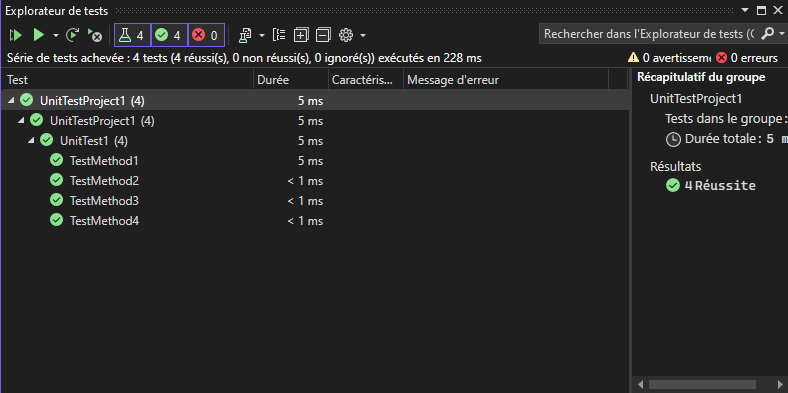 Explorateur de tests
4 4 0
Rechercher dans l'Explorateur de tests (C
Série de tests achevée : 4 tests (4 réussi(s), 0 non réussi(s), 0 ignoré(s)) exécutés en 228 ms
0 avertisseme 0 erreurs
Test Durée Caractéris... Message d'erreur
UnitTestProject1 (4) 5 ms
UnitTestProject1 (4) 5 ms
UnitTest1 (4) 5 ms
TestMethod1 5 ms
TestMethod2 < 1 ms
TestMethod3 < 1 ms
TestMethod4 < 1 ms
Récapitulatif du groupe
UnitTestProject1
Tests dans le groupe :
Durée totale : 5 m
Résultats
4 Réussite